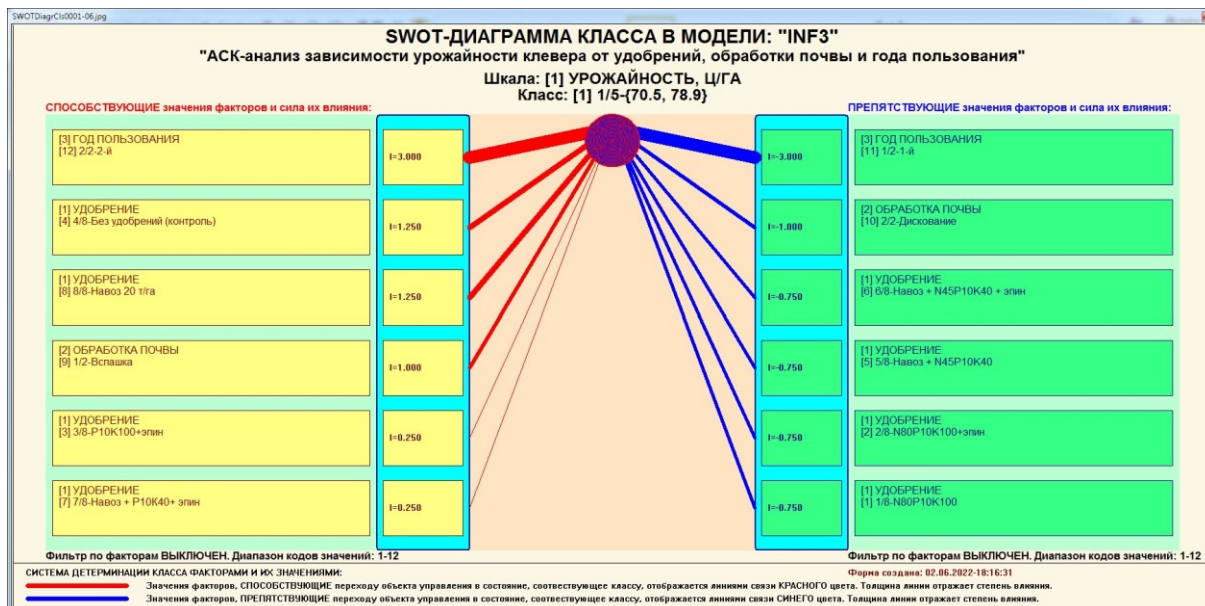 SWOTDiagrCls0001-06.jpg
SWOT-ДИАГРАММА КЛАССА В МОДЕЛИ: "INF3"
"АСК-анализ зависимости урожайности клевера от удобрений, обработки почвы и года пользования"
Шкала: [1] УРОЖАЙНОСТЬ, Ц/ГА
Класс: [1] 1/5-{70.5, 78.9}
СПОСОБСТВУЮЩИЕ значения факторов и сила их влияния:
[3] ГОД ПОЛЬЗОВАНИЯ
[12] 2/2-2-й
I=3.000
[1] УДОБРЕНИЕ
[4] 4/8-Без удобрений (контроль)
I=1.250
[1] УДОБРЕНИЕ
[8] 8/8-Навоз 20 т/га
I=1.250
[2] ОБРАБОТКА ПОЧВЫ
[9] 1/2-Вспашка
I=1.000
[1] УДОБРЕНИЕ
[3] 3/8-P10K100+эпин
I=0.250
[1] УДОБРЕНИЕ
[7] 7/8-Навоз + P10K40+ эпин
I=0.250
Фильтр по факторам ВЫКЛЮЧЕН. Диапазон кодов значений: 1-12
ПРЕПЯТСТВУЮЩИЕ значения факторов и сила их влияния:
I=-3.000
[3] ГОД ПОЛЬЗОВАНИЯ
[11] 1/2-1-й
I=-1.000
[2] ОБРАБОТКА ПОЧВЫ
[10] 2/2-Дискование
I=-0.750
[1] УДОБРЕНИЕ
[6] 6/8-Навоз + N45P10K40 + эпин
I=-0.750
[1] УДОБРЕНИЕ
[5] 5/8-Навоз + N45P10K40
I=-0.750
[1] УДОБРЕНИЕ
[2] 2/8-N80P10K100+эпин
I=-0.750
[1] УДОБРЕНИЕ
[1] 1/8-N80P10K100
Фильтр по факторам ВЫКЛЮЧЕН. Диапазон кодов значений: 1-12
СИСТЕМА ДЕТЕРМИНАЦИИ КЛАССА ФАКТОРАМИ И ИХ ЗНАЧЕНИЯМИ:
Форма создана: 02.06.2022-18:16:31
Значения факторов, СПОСОБСТВУЮЩИЕ переходу объекта управления в состояние, соотвествующее классу, отображается линиями связи КРАСНОГО цвета. Толщина линии отражает степень влияния.
Значения факторов, ПРЕПЯТСТВУЮЩИЕ переходу объекта управления в состояние, соответствующее классу, отображается линиями связи СИНЕГО цвета. Толщина линии отражает степень влияния.